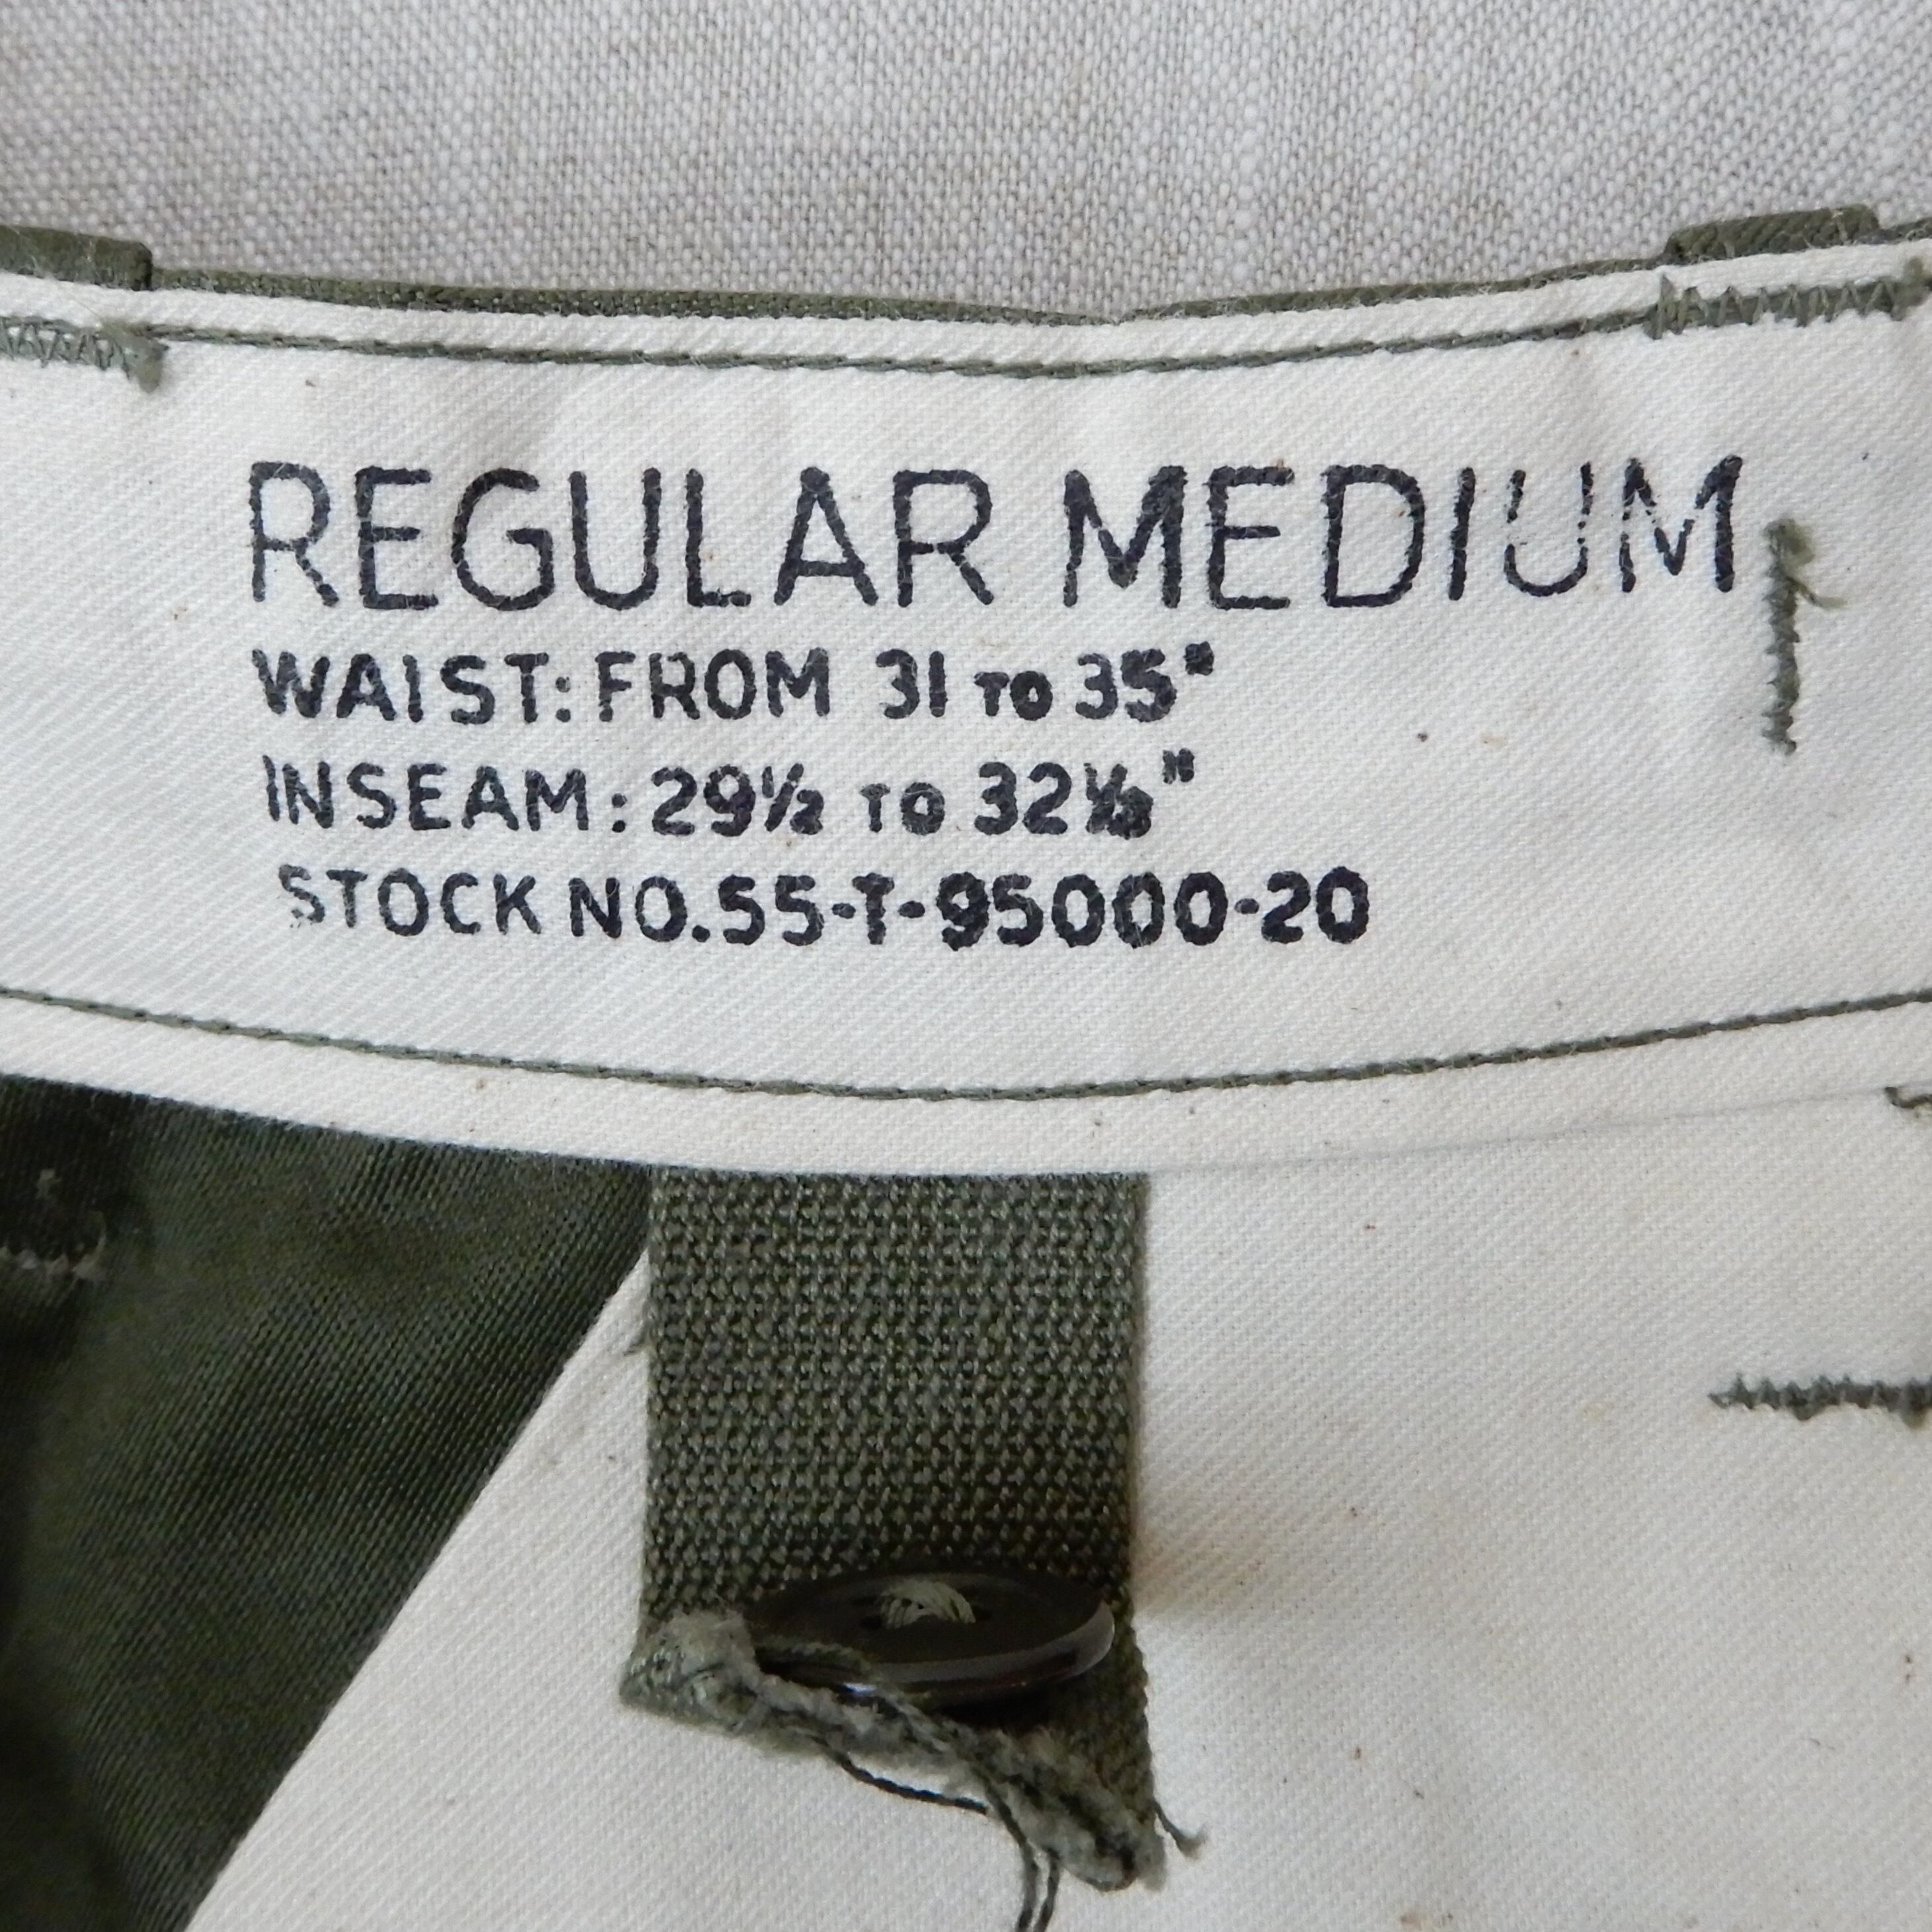 REGULAR MEDIUM
WAIST: FROM 31 TO 35"
INSEAM: 29½ TO 32½"
STOCK NO. 55-T-95000-20